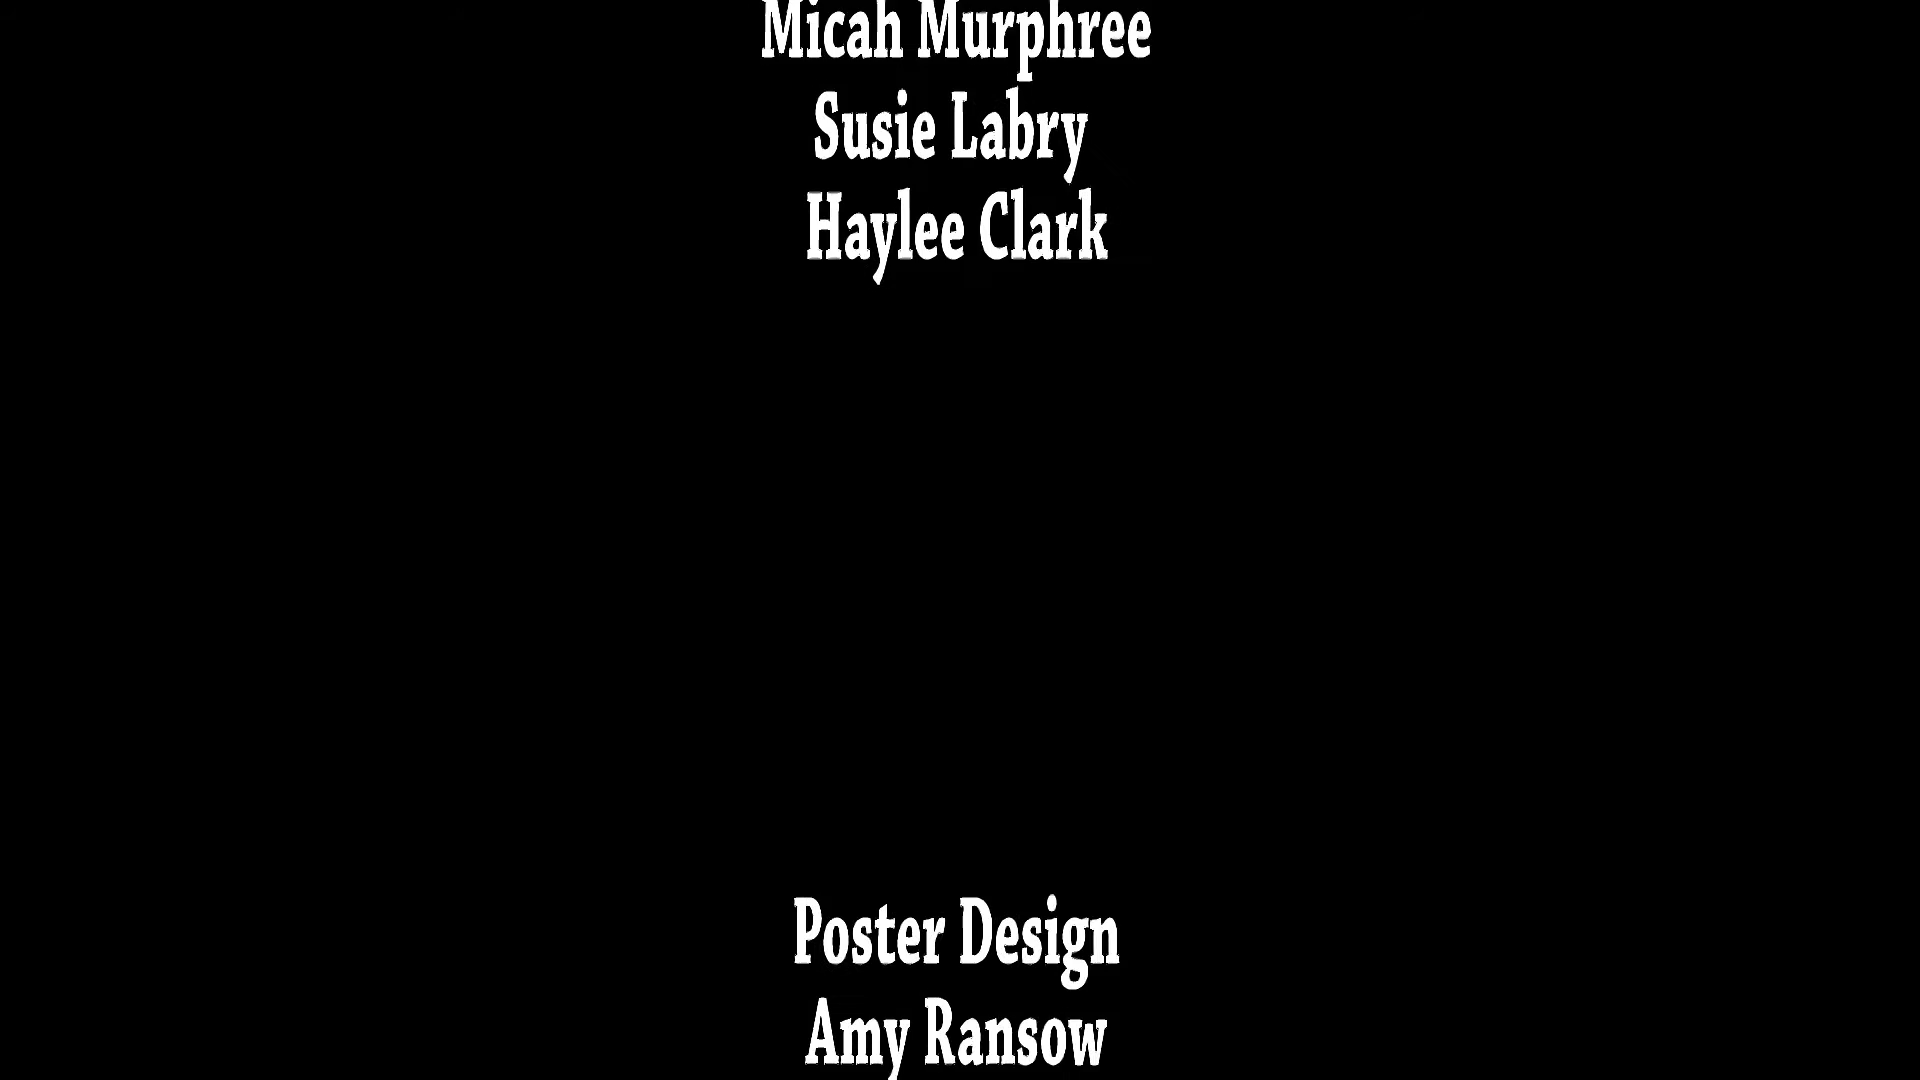 Micah Murphree
Susie Labry
Haylee Clark
Poster Design
Amy Ransow